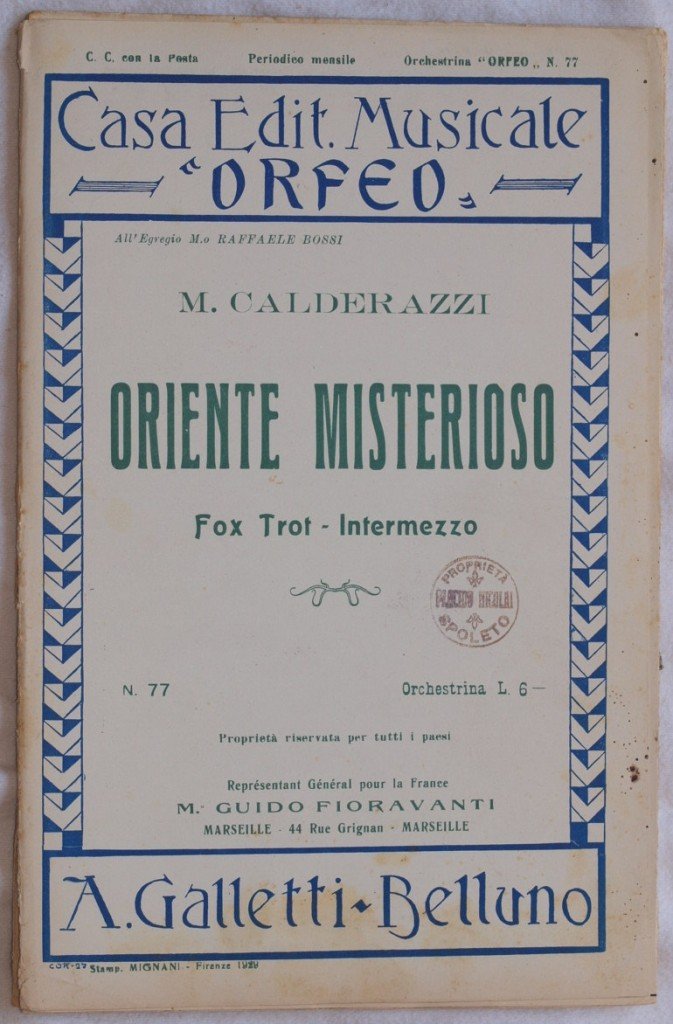 C. C. con la Posta Periodico mensile Orchestrina "ORFEO„ N. 77
Casa Edit. Musicale
"ORFEO„
All'Egregio M.o RAFFAELE BOSSI
M. CALDERAZZI
ORIENTE MISTERIOSO
Fox Trot - Intermezzo
PROPRIETÀ
PLACIDO NICOLAI
SPOLETO
N. 77 Orchestrina L. 6 —
Proprietà riservata per tutti i paesi
Représentant Général pour la France
M.º GUIDO FIORAVANTI
MARSEILLE - 44 Rue Grignan - MARSEILLE
A. Galletti - Belluno
Stamp. MIGNANI - Firenze